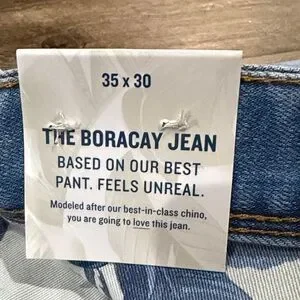 35 x 30
THE BORACAY JEAN
BASED ON OUR BEST
PANT. FEELS UNREAL.
Modeled after our best-in-class chino,
you are going to love this jean.